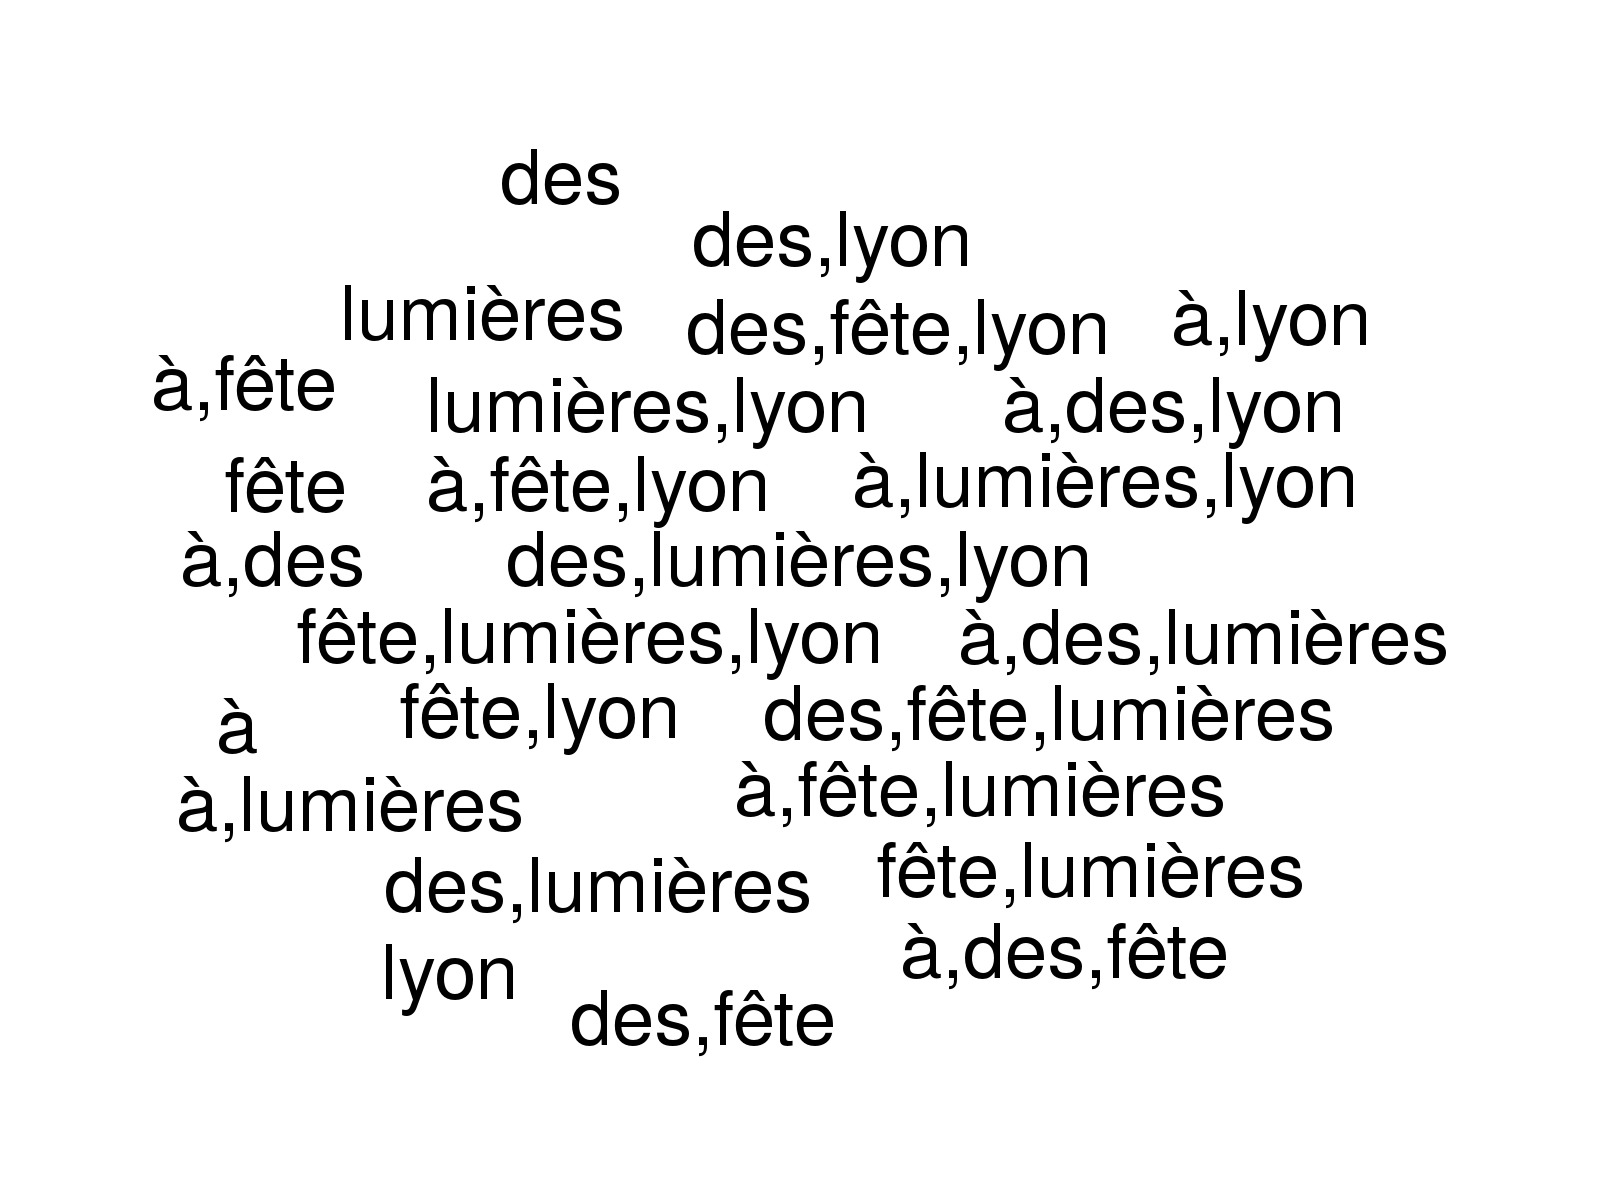 des
des,lyon
lumières
des,fête,lyon
à,lyon
à,fête
lumières,lyon
à,des,lyon
fête
à,fête,lyon
à,lumières,lyon
à,des
des,lumières,lyon
fête,lumières,lyon
à,des,lumières
à
fête,lyon
des,fête,lumières
à,lumières
à,fête,lumières
des,lumières
fête,lumières
lyon
à,des,fête
des,fête